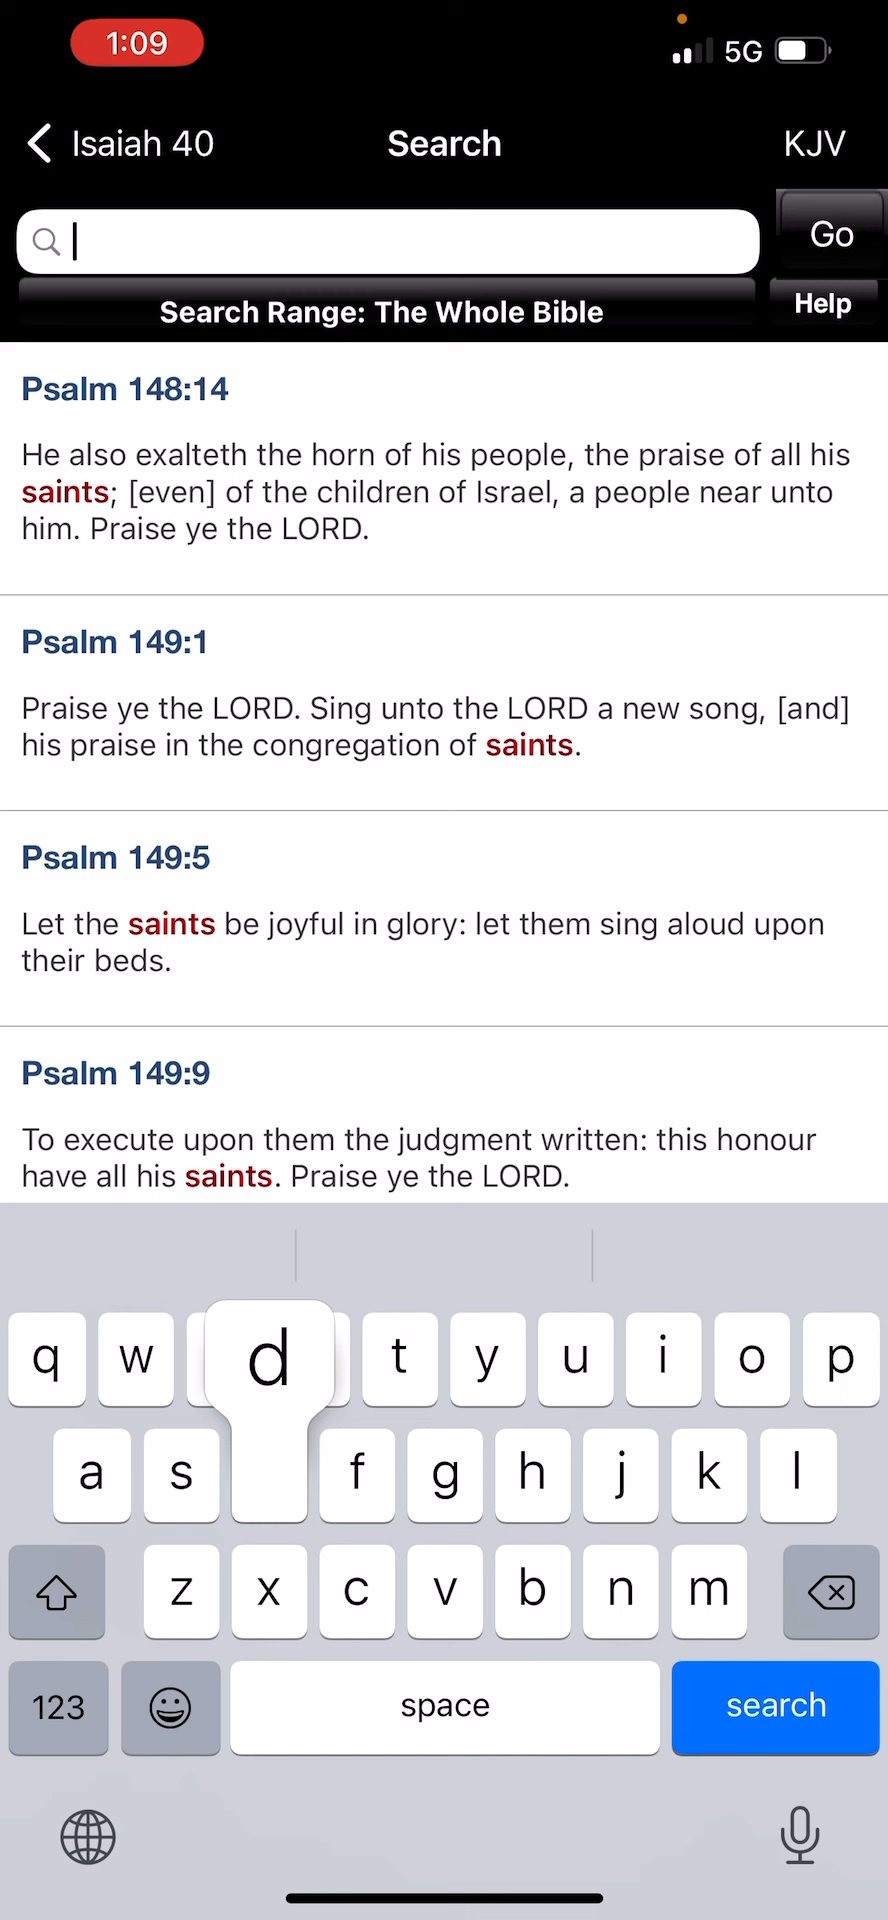 1:09
5G
Isaiah 40
Search
KJV
Go
Search Range: The Whole Bible
Help
Psalm 148:14
He also exalteth the horn of his people, the praise of all his
saints; [even] of the children of Israel, a people near unto
him. Praise ye the LORD.
Psalm 149:1
Praise ye the LORD. Sing unto the LORD a new song, [and]
his praise in the congregation of saints.
Psalm 149:5
Let the saints be joyful in glory: let them sing aloud upon
their beds.
Psalm 149:9
To execute upon them the judgment written: this honour
have all his saints. Praise ye the LORD.
q w d t y u i o p
a s f g h j k l
z x c v b n m
123 space search